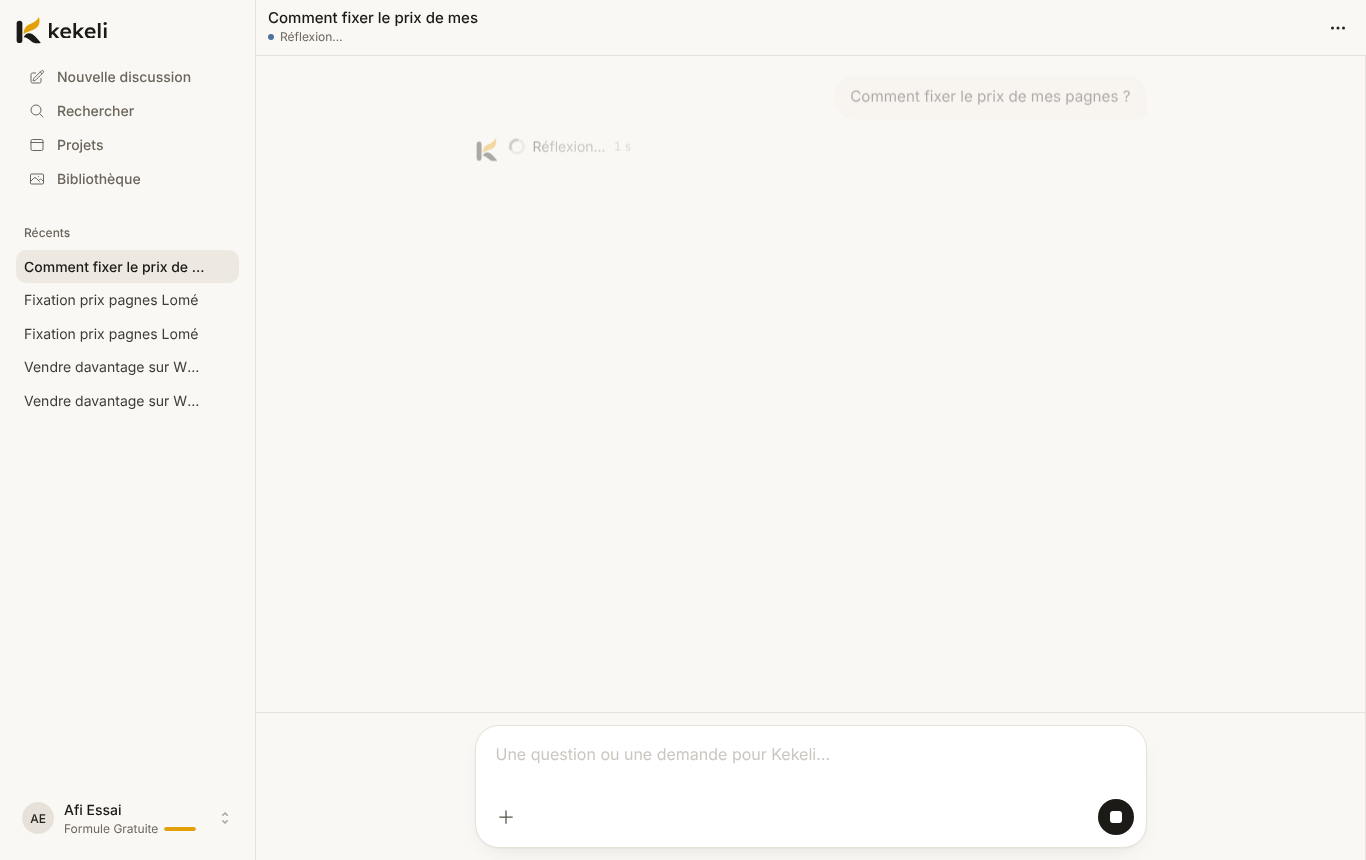 kekeli
Nouvelle discussion
Rechercher
Projets
Bibliothèque
Récents
Comment fixer le prix de ...
Fixation prix pagnes Lomé
Fixation prix pagnes Lomé
Vendre davantage sur W...
Vendre davantage sur W...
AE
Afi Essai
Formule Gratuite
Comment fixer le prix de mes
Réflexion...
Comment fixer le prix de mes pagnes ?
Réflexion... 1 s
Une question ou une demande pour Kekeli...